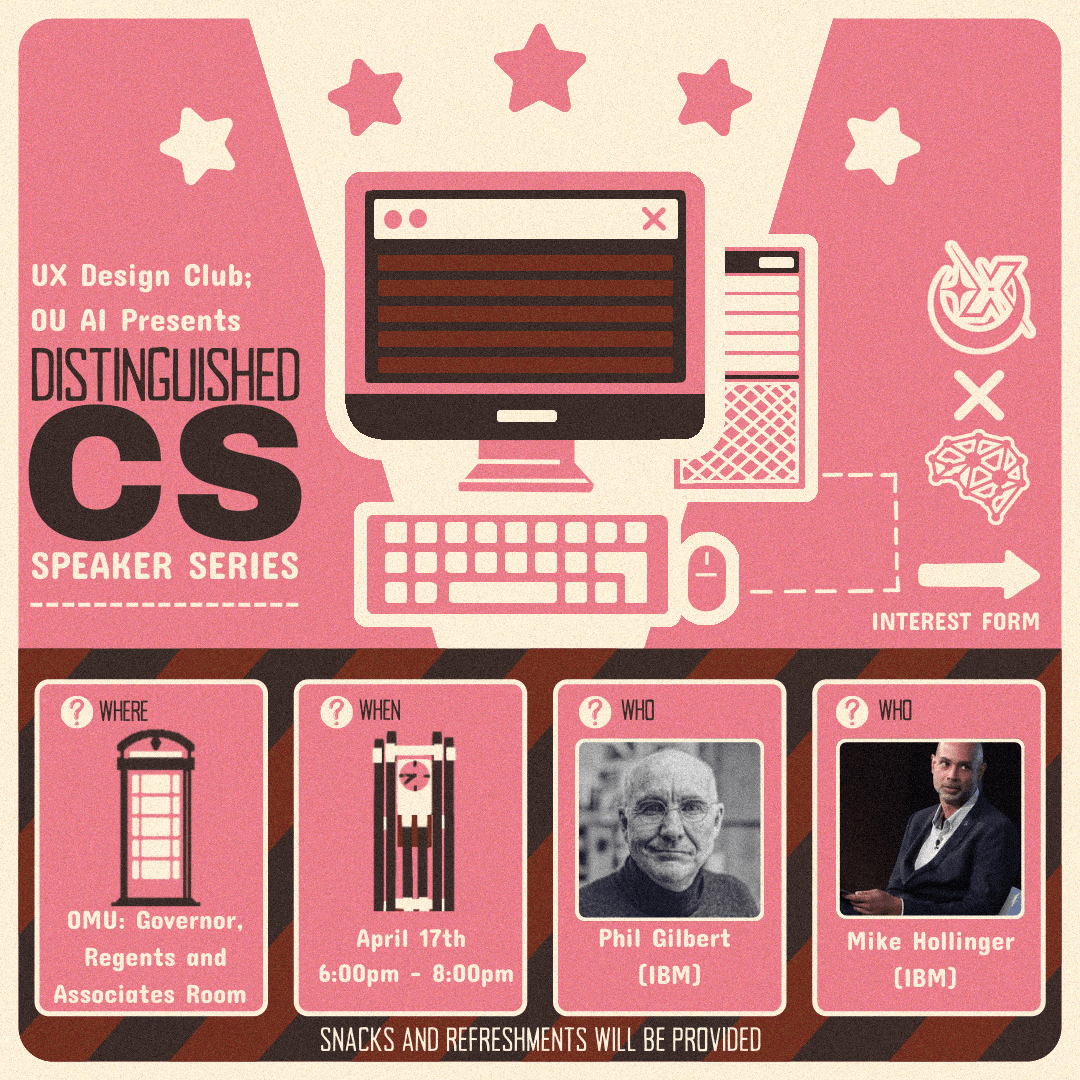 UX Design Club;
OU AI Presents
DISTINGUISHED
CS
SPEAKER SERIES
INTEREST FORM
? WHERE
OMU: Governor,
Regents and
Associates Room
? WHEN
April 17th
6:00pm - 8:00pm
? WHO
Phil Gilbert
(IBM)
? WHO
Mike Hollinger
(IBM)
SNACKS AND REFRESHMENTS WILL BE PROVIDED